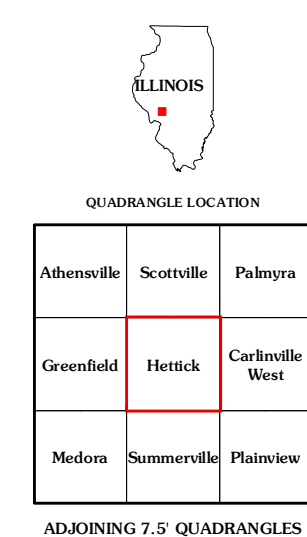 ILLINOIS
QUADRANGLE LOCATION
Athensville Scottville Palmyra
Greenfield Hettick Carlinville
West
Medora Summerville Plainview
ADJOINING 7.5' QUADRANGLES